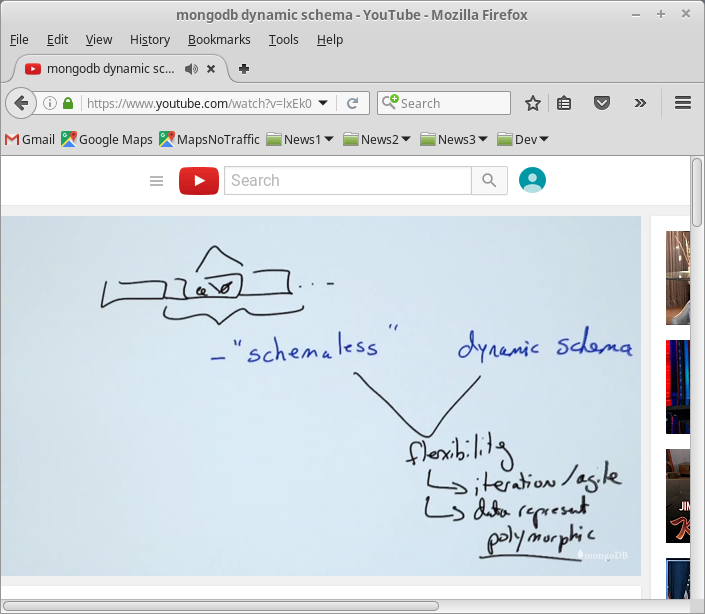 mongodb dynamic schema - YouTube - Mozilla Firefox
File Edit View History Bookmarks Tools Help
mongodb dynamic sc...
https://www.youtube.com/watch?v=lxEk0 Search
Gmail Google Maps MapsNoTraffic News1 News2 News3 Dev
Search
- "schemaless" dynamic schema
flexibility
iteration/agile
data represent
polymorphic
mongoDB